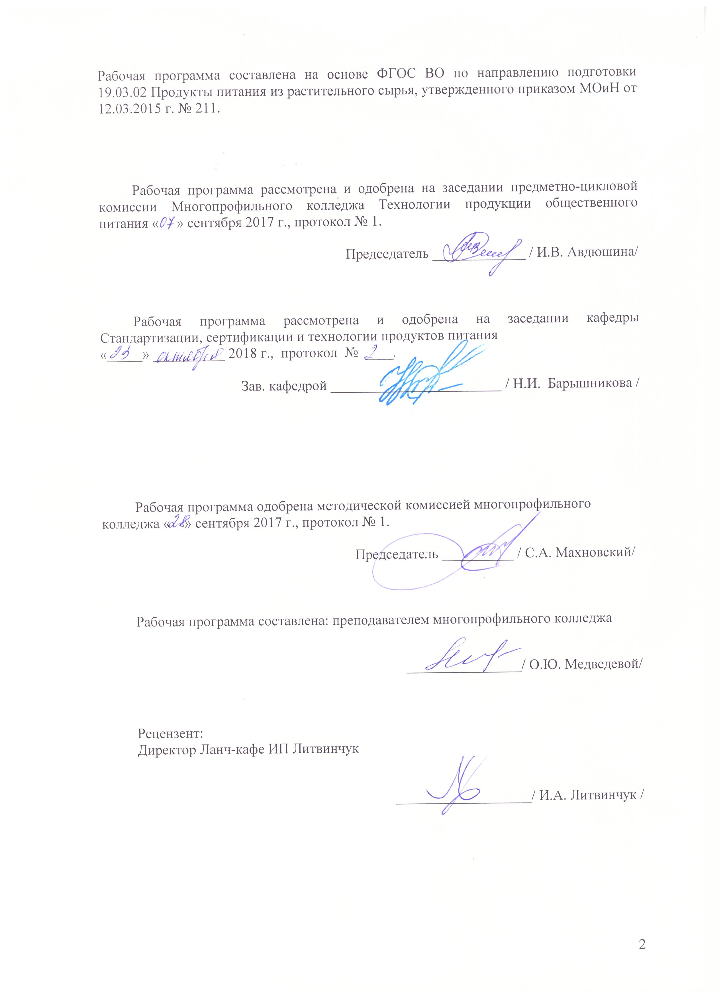 Рабочая программа составлена на основе ФГОС ВО по направлению подготовки
19.03.02 Продукты питания из растительного сырья, утвержденного приказом МОиН от
12.03.2015 г. № 211.
Рабочая программа рассмотрена и одобрена на заседании предметно-цикловой
комиссии Многопрофильного колледжа Технологии продукции общественного
питания «07» сентября 2017 г., протокол № 1.
Председатель ____________ / И.В. Авдюшина/
Рабочая программа рассмотрена и одобрена на заседании кафедры
Стандартизации, сертификации и технологии продуктов питания
«23» октября 2018 г., протокол № 2.
Зав. кафедрой ____________ / Н.И. Барышникова /
Рабочая программа одобрена методической комиссией многопрофильного
колледжа «28» сентября 2017 г., протокол № 1.
Председатель __________ / С.А. Махновский/
Рабочая программа составлена: преподавателем многопрофильного колледжа
________________/ О.Ю. Медведевой/
Рецензент:
Директор Ланч-кафе ИП Литвинчук
___________________/ И.А. Литвинчук /
2